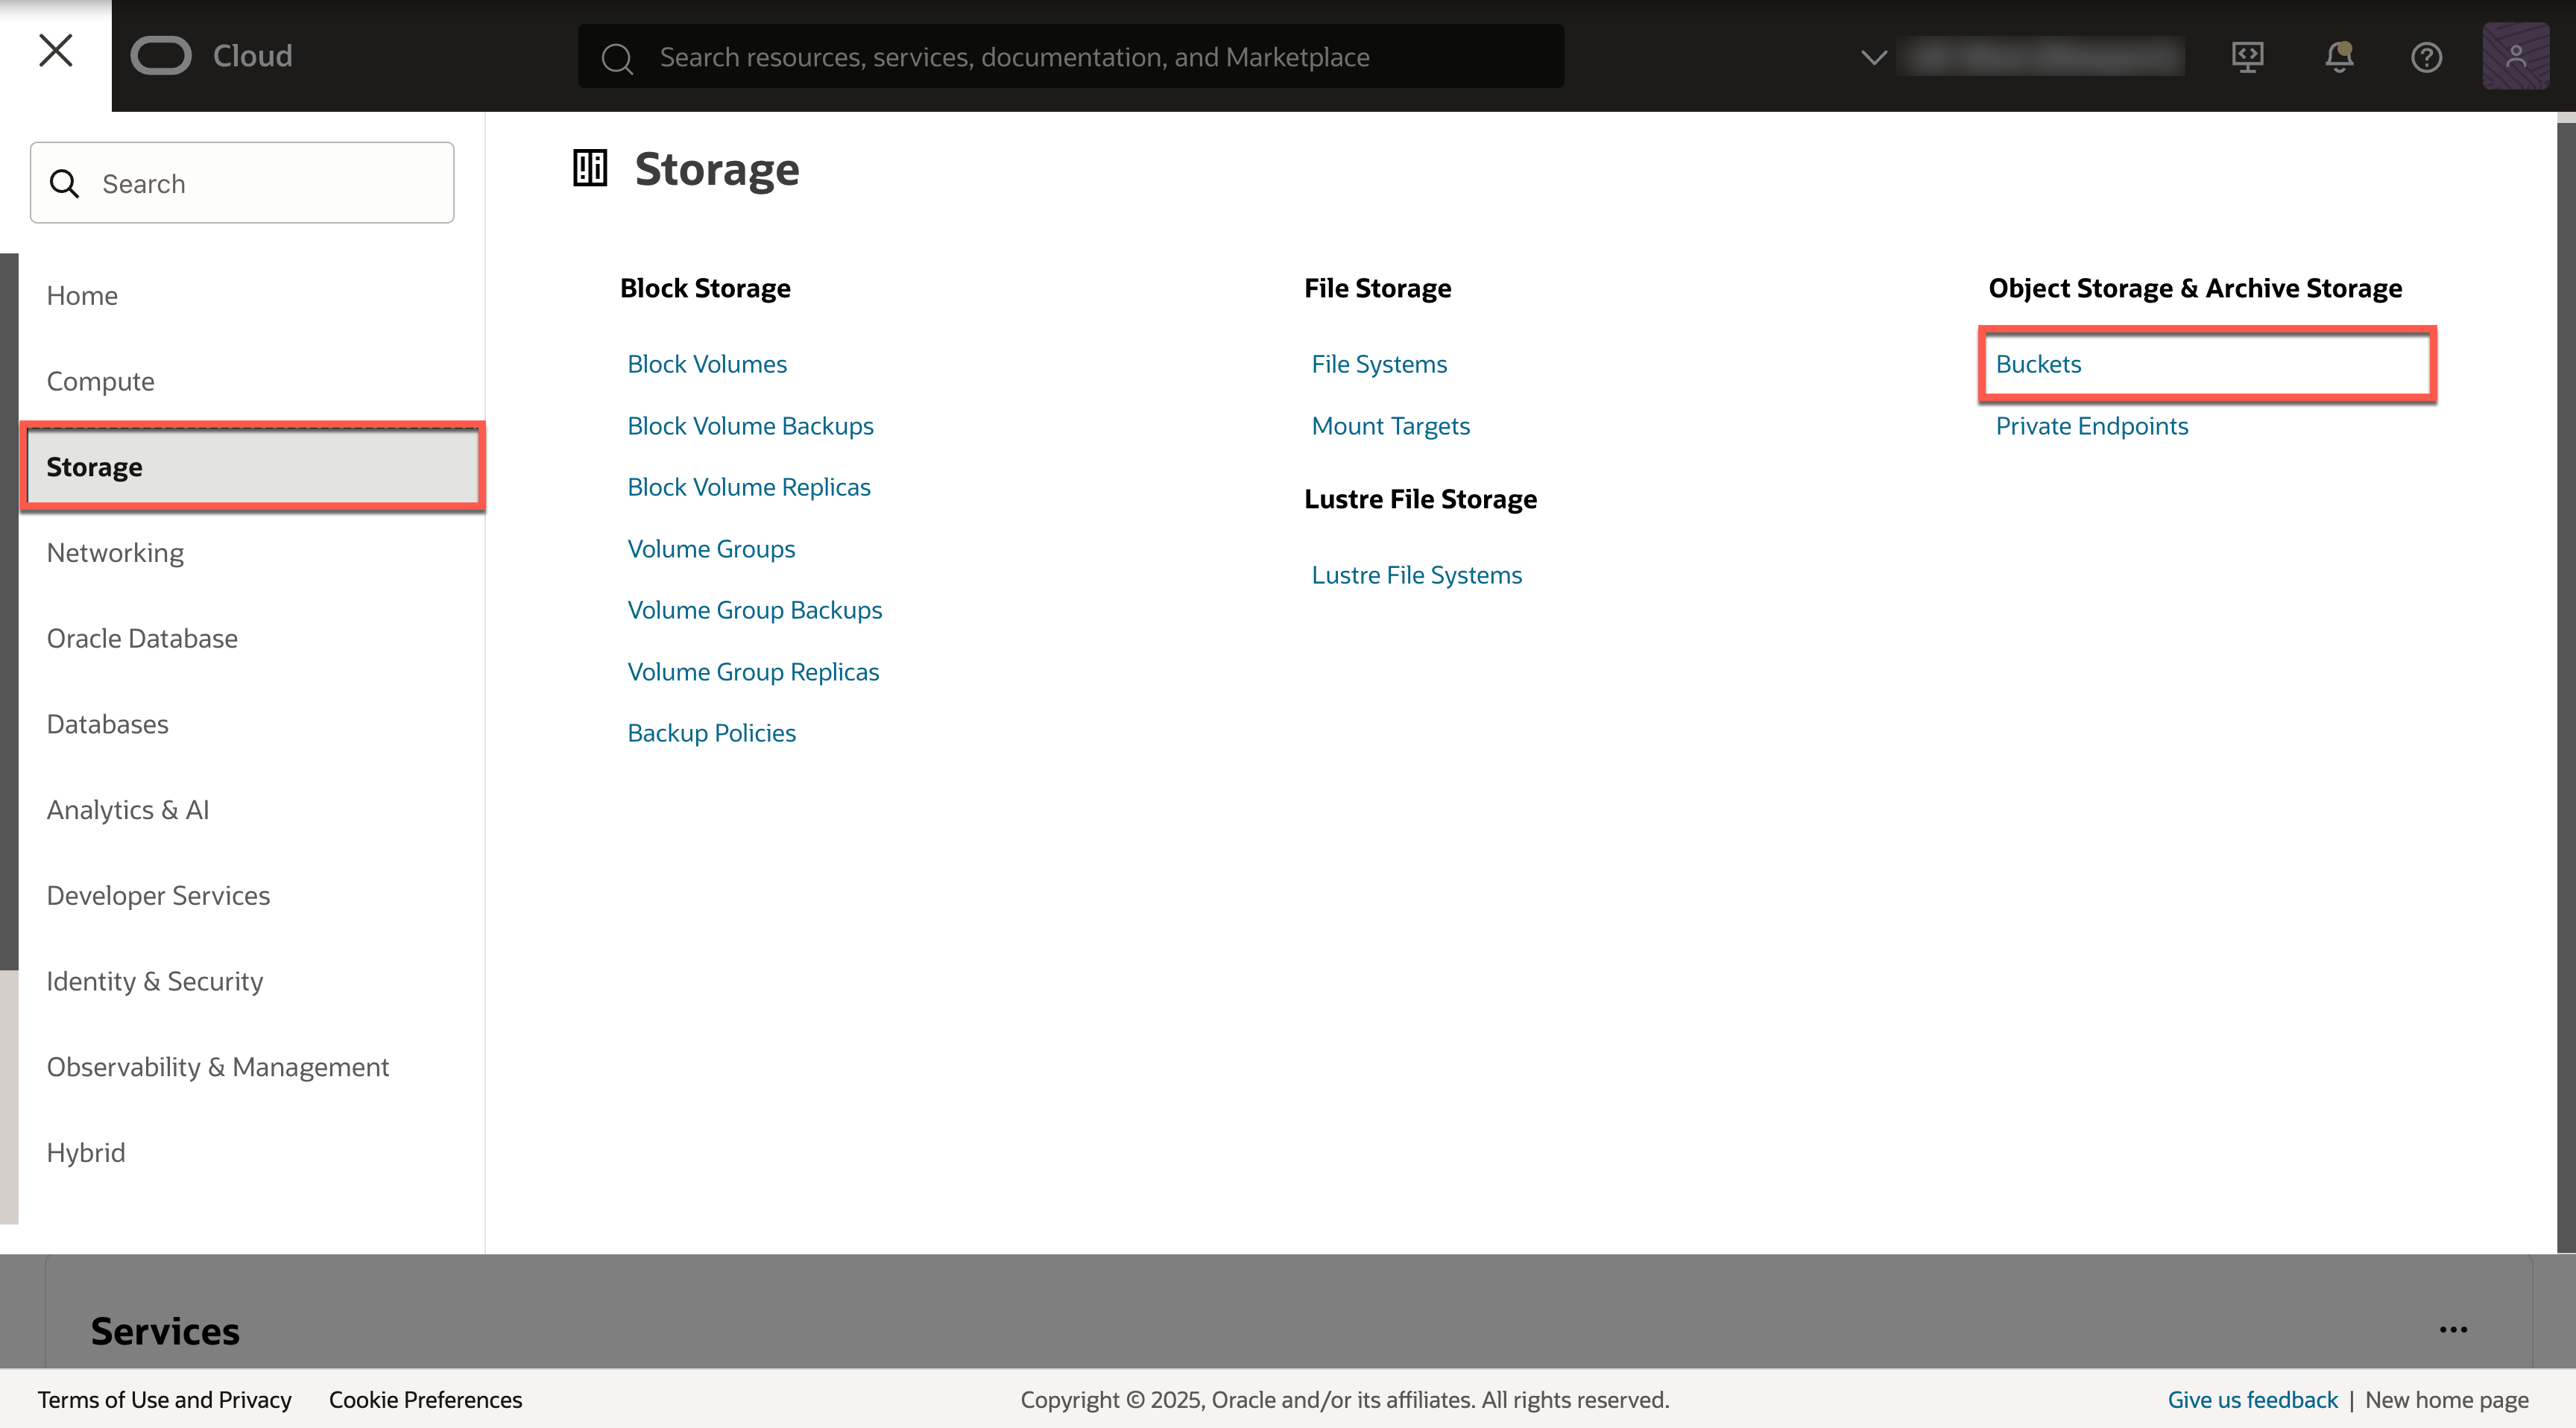 Cloud
Search resources, services, documentation, and Marketplace
Search
Home
Compute
Storage
Networking
Oracle Database
Databases
Analytics & AI
Developer Services
Identity & Security
Observability & Management
Hybrid
Storage
Block Storage
Block Volumes
Block Volume Backups
Block Volume Replicas
Volume Groups
Volume Group Backups
Volume Group Replicas
Backup Policies
File Storage
File Systems
Mount Targets
Lustre File Storage
Lustre File Systems
Object Storage & Archive Storage
Buckets
Private Endpoints
Services
Terms of Use and Privacy Cookie Preferences Copyright © 2025, Oracle and/or its affiliates. All rights reserved. Give us feedback | New home page